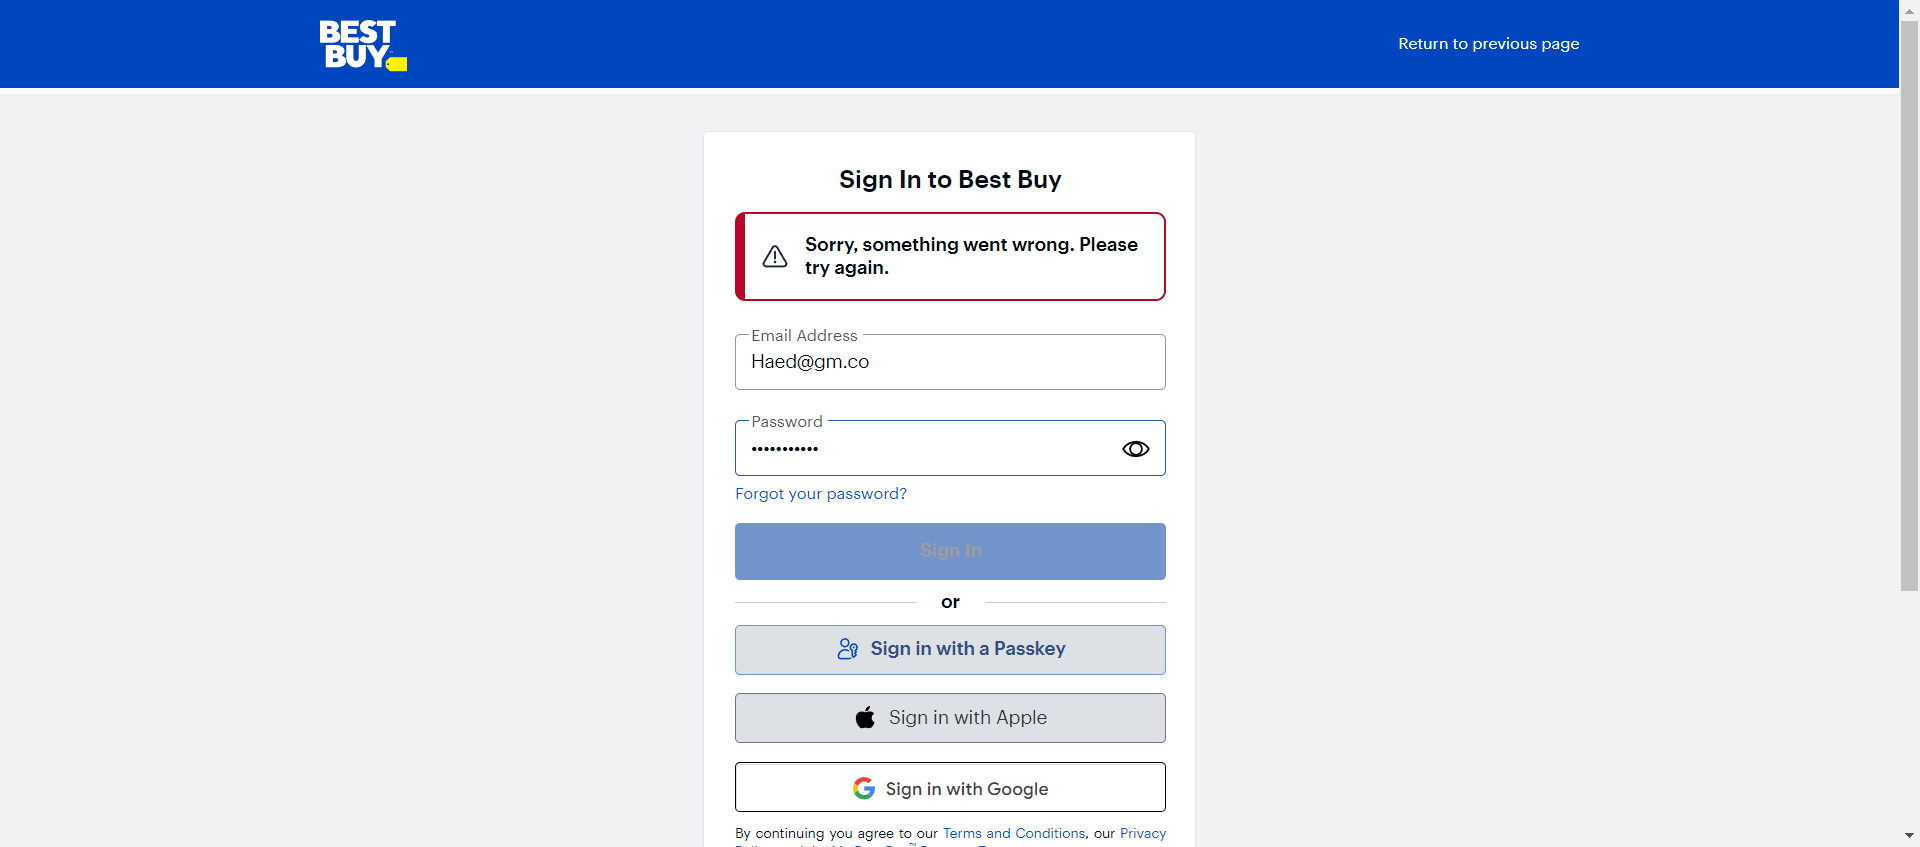 BEST
BUY
Return to previous page
Sign In to Best Buy
Sorry, something went wrong. Please
try again.
Email Address
Haed@gm.co
Password
•••••••••••
Forgot your password?
Sign In
or
Sign in with a Passkey
Sign in with Apple
Sign in with Google
By continuing you agree to our Terms and Conditions, our Privacy